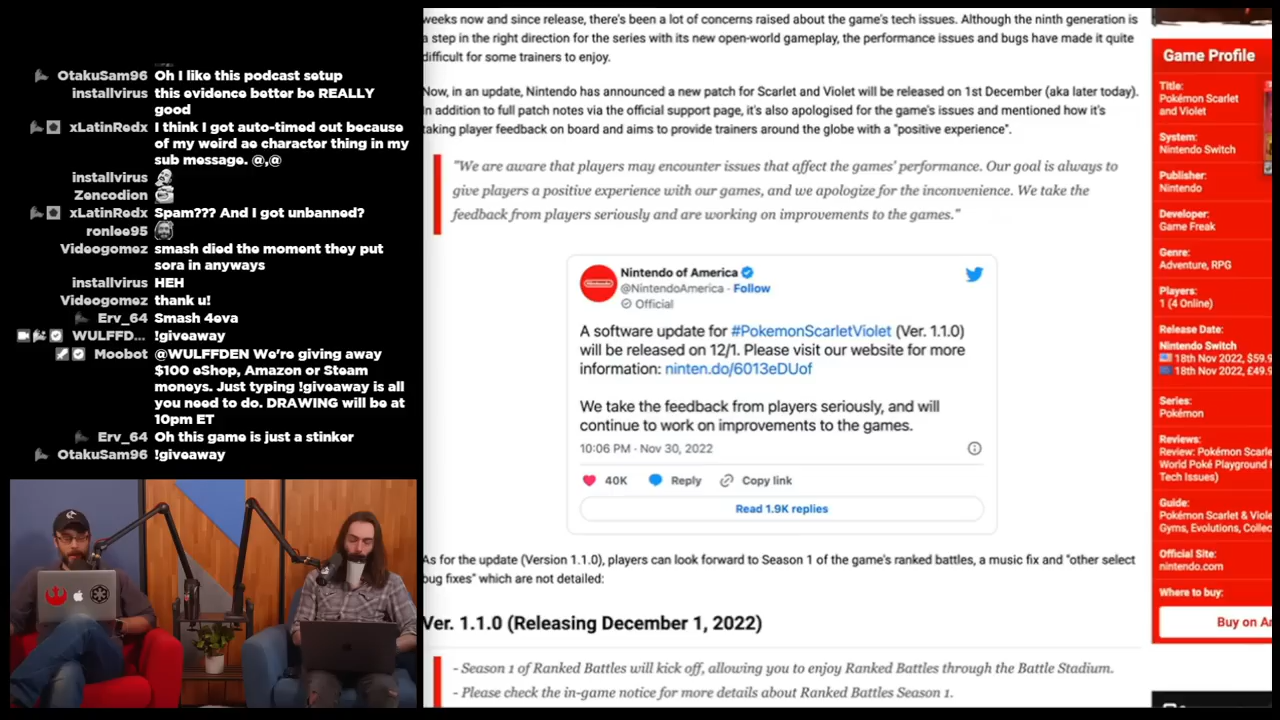 OtakuSam96 Oh I like this podcast setup
installvirus this evidence better be REALLY
good
xLatinRedx I think I got auto-timed out because
of my weird ae character thing in my
sub message. @,@
installvirus
Zencodion
xLatinRedx Spam??? And I got unbanned?
ronlee95
Videogomez smash died the moment they put
sora in anyways
installvirus HEH
Videogomez thank u!
Erv_64 Smash 4eva
WULFFD... !giveaway
Moobot @WULFFDEN We're giving away
$100 eShop, Amazon or Steam
moneys. Just typing !giveaway is all
you need to do. DRAWING will be at
10pm ET
Erv_64 Oh this game is just a stinker
OtakuSam96 !giveaway
weeks now and since release, there's been a lot of concerns raised about the game's tech issues. Although the ninth generation is
a step in the right direction for the series with its new open-world gameplay, the performance issues and bugs have made it quite
difficult for some trainers to enjoy.
Now, in an update, Nintendo has announced a new patch for Scarlet and Violet will be released on 1st December (aka later today).
In addition to full patch notes via the official support page, it's also apologised for the game's issues and mentioned how it's
taking player feedback on board and aims to provide trainers around the globe with a "positive experience".
"We are aware that players may encounter issues that affect the games' performance. Our goal is always to
give players a positive experience with our games, and we apologize for the inconvenience. We take the
feedback from players seriously and are working on improvements to the games."
Nintendo of America
@NintendoAmerica · Follow
Official
A software update for #PokemonScarletViolet (Ver. 1.1.0)
will be released on 12/1. Please visit our website for more
information: ninten.do/6013eDUof
We take the feedback from players seriously, and will
continue to work on improvements to the games.
10:06 PM · Nov 30, 2022
40K Reply Copy link
Read 1.9K replies
As for the update (Version 1.1.0), players can look forward to Season 1 of the game's ranked battles, a music fix and "other select
bug fixes" which are not detailed:
Ver. 1.1.0 (Releasing December 1, 2022)
- Season 1 of Ranked Battles will kick off, allowing you to enjoy Ranked Battles through the Battle Stadium.
- Please check the in-game notice for more details about Ranked Battles Season 1.
Game Profile
Title:
Pokémon Scarlet
and Violet
System:
Nintendo Switch
Publisher:
Nintendo
Developer:
Game Freak
Genre:
Adventure, RPG
Players:
1 (4 Online)
Release Date:
Nintendo Switch
18th Nov 2022, $59.9
18th Nov 2022, £49.9
Series:
Pokémon
Reviews:
Review: Pokémon Scarle
World Poké Playground
Tech Issues)
Guide:
Pokémon Scarlet & Viole
Gyms, Evolutions, Collec
Official Site:
nintendo.com
Where to buy:
Buy on Am